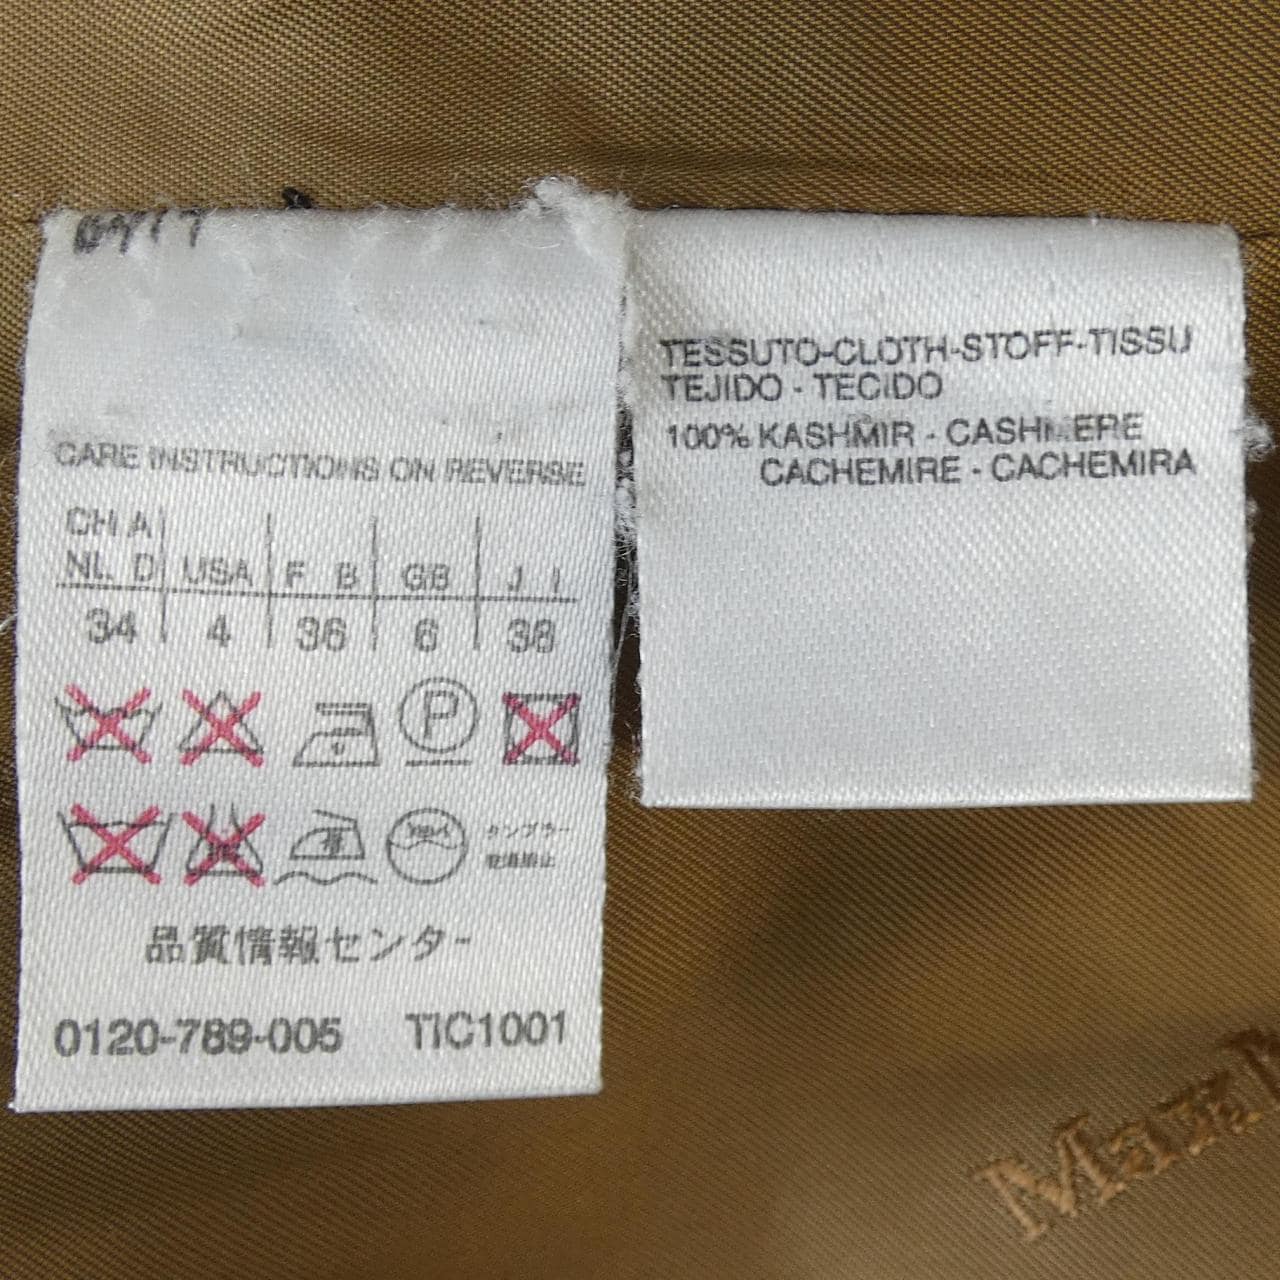 CARE INSTRUCTIONS ON REVERSE
CH A
NL D USA F B GB J I
34 4 36 6 38
P
タンブラー
乾燥禁止
品質情報センター
0120-789-005 TIC1001
TESSUTO-CLOTH-STOFF-TISSU
TEJIDO - TECIDO
100% KASHMIR - CASHMERE
CACHEMIRE - CACHEMIRA
Max